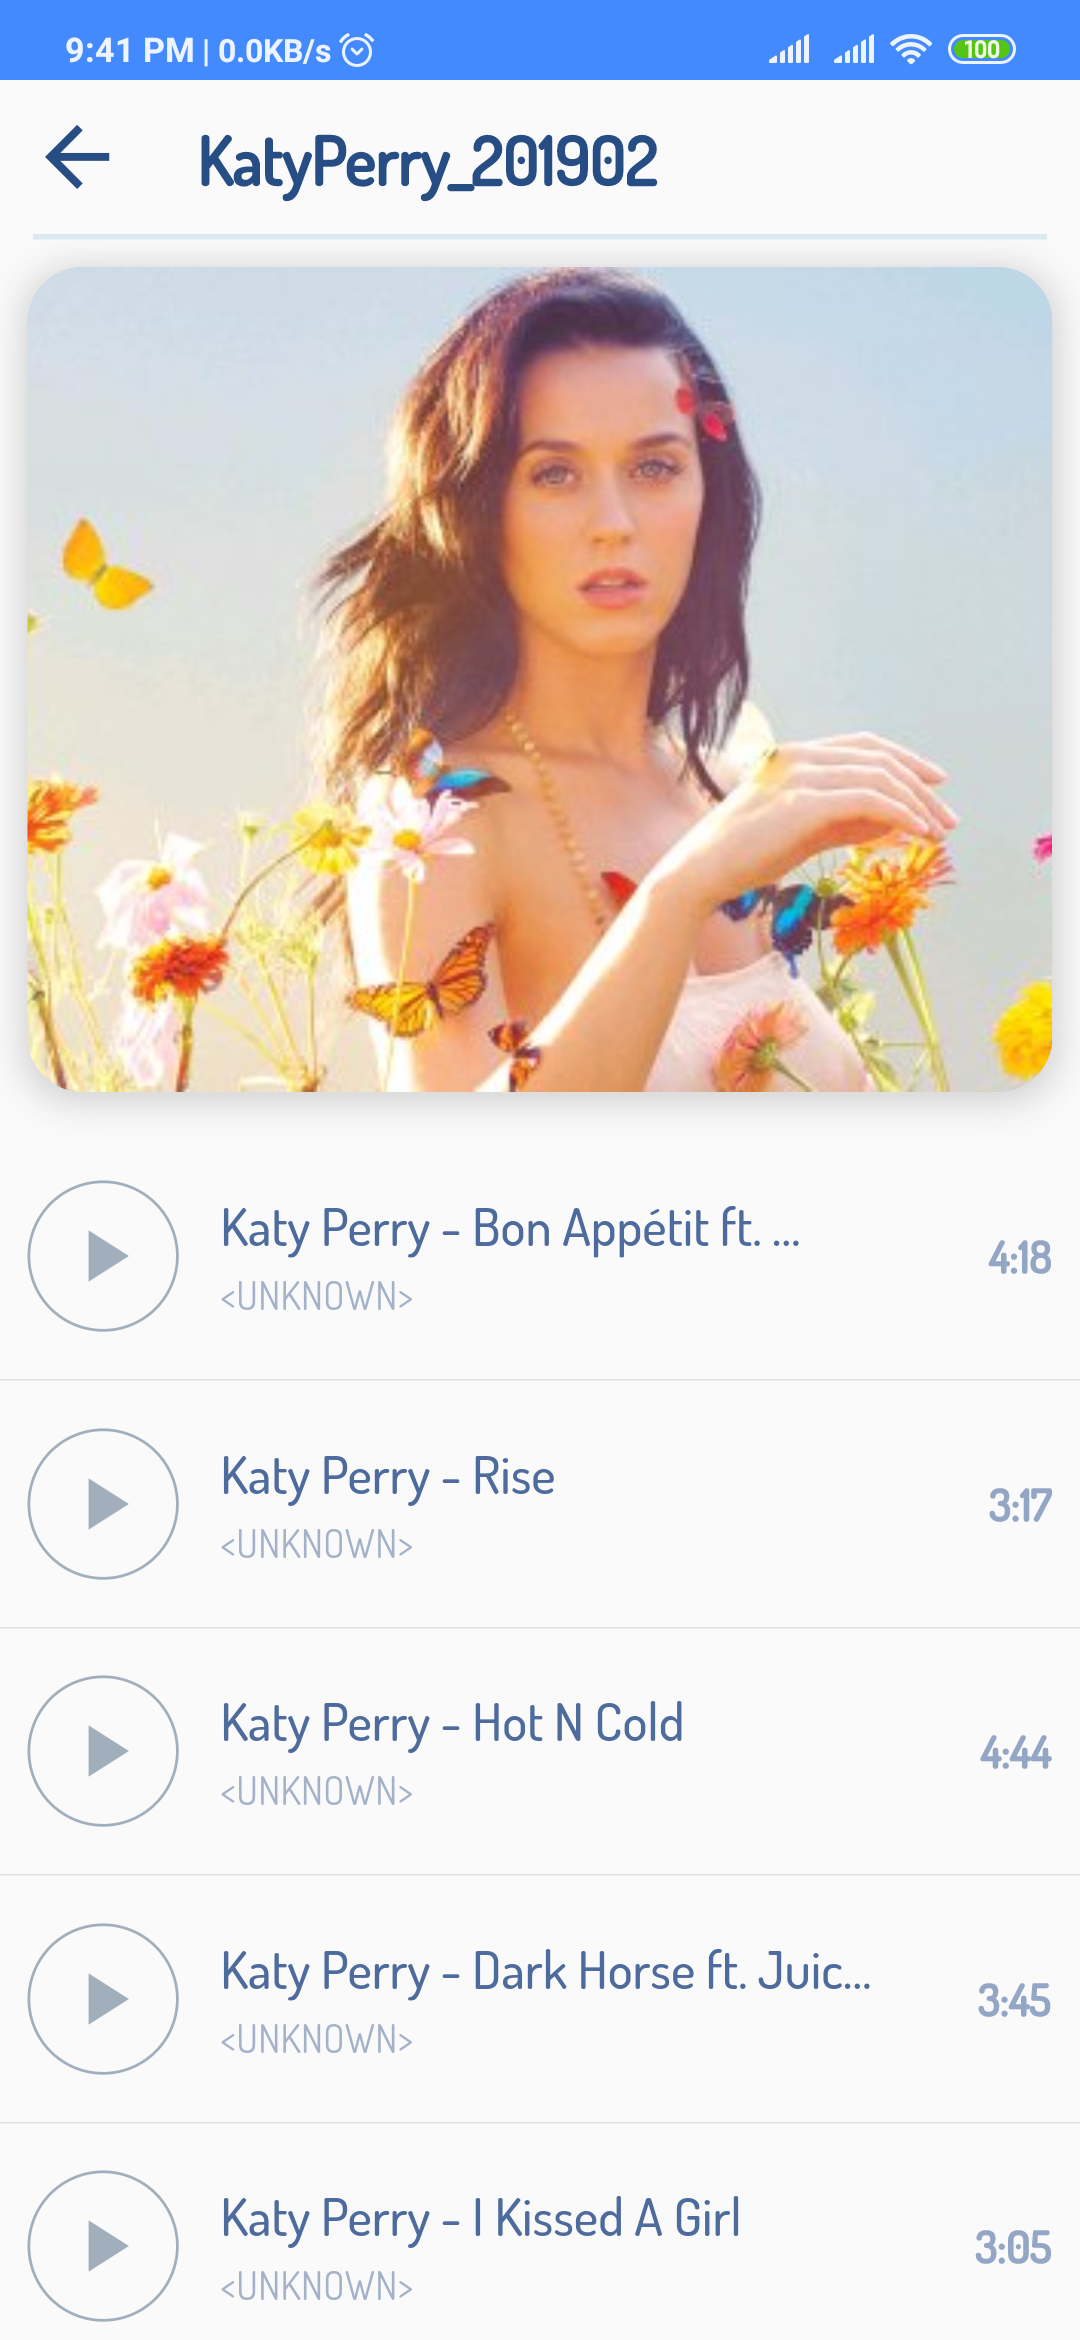 9:41 PM | 0.0KB/s
100
KatyPerry_201902
Katy Perry - Bon Appétit ft. ...
<UNKNOWN>
4:18
Katy Perry - Rise
<UNKNOWN>
3:17
Katy Perry - Hot N Cold
<UNKNOWN>
4:44
Katy Perry - Dark Horse ft. Juic...
<UNKNOWN>
3:45
Katy Perry - I Kissed A Girl
<UNKNOWN>
3:05